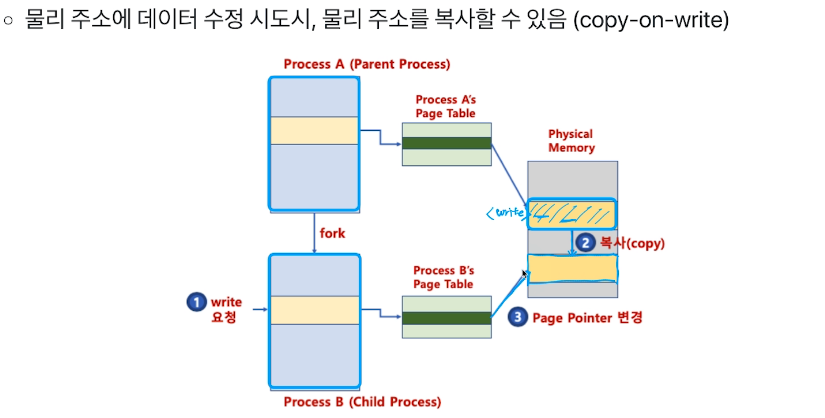 물리 주소에 데이터 수정 시도시, 물리 주소를 복사할 수 있음 (copy-on-write)
Process A (Parent Process)
Process A's
Page Table
Physical
Memory
<write>
fork
2 복사(copy)
Process B's
Page Table
1 write
요청
3 Page Pointer 변경
Process B (Child Process)